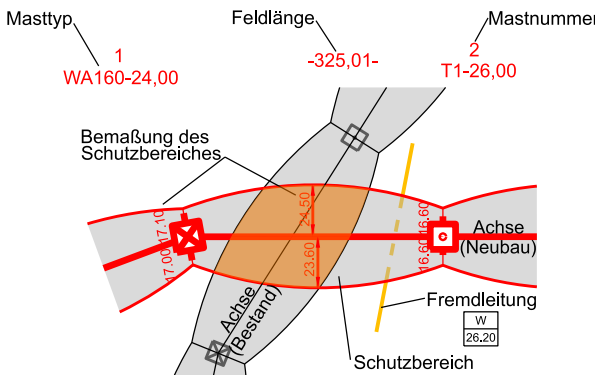 Masttyp
Feldlänge
Mastnummer
1
WA160-24,00
-325,01-
2
T1-26,00
Bemaßung des
Schutzbereiches
17.00
17.10
21.50
23.60
16.60
16.60
Achse
(Neubau)
Achse
(Bestand)
Fremdleitung
W
26.20
Schutzbereich